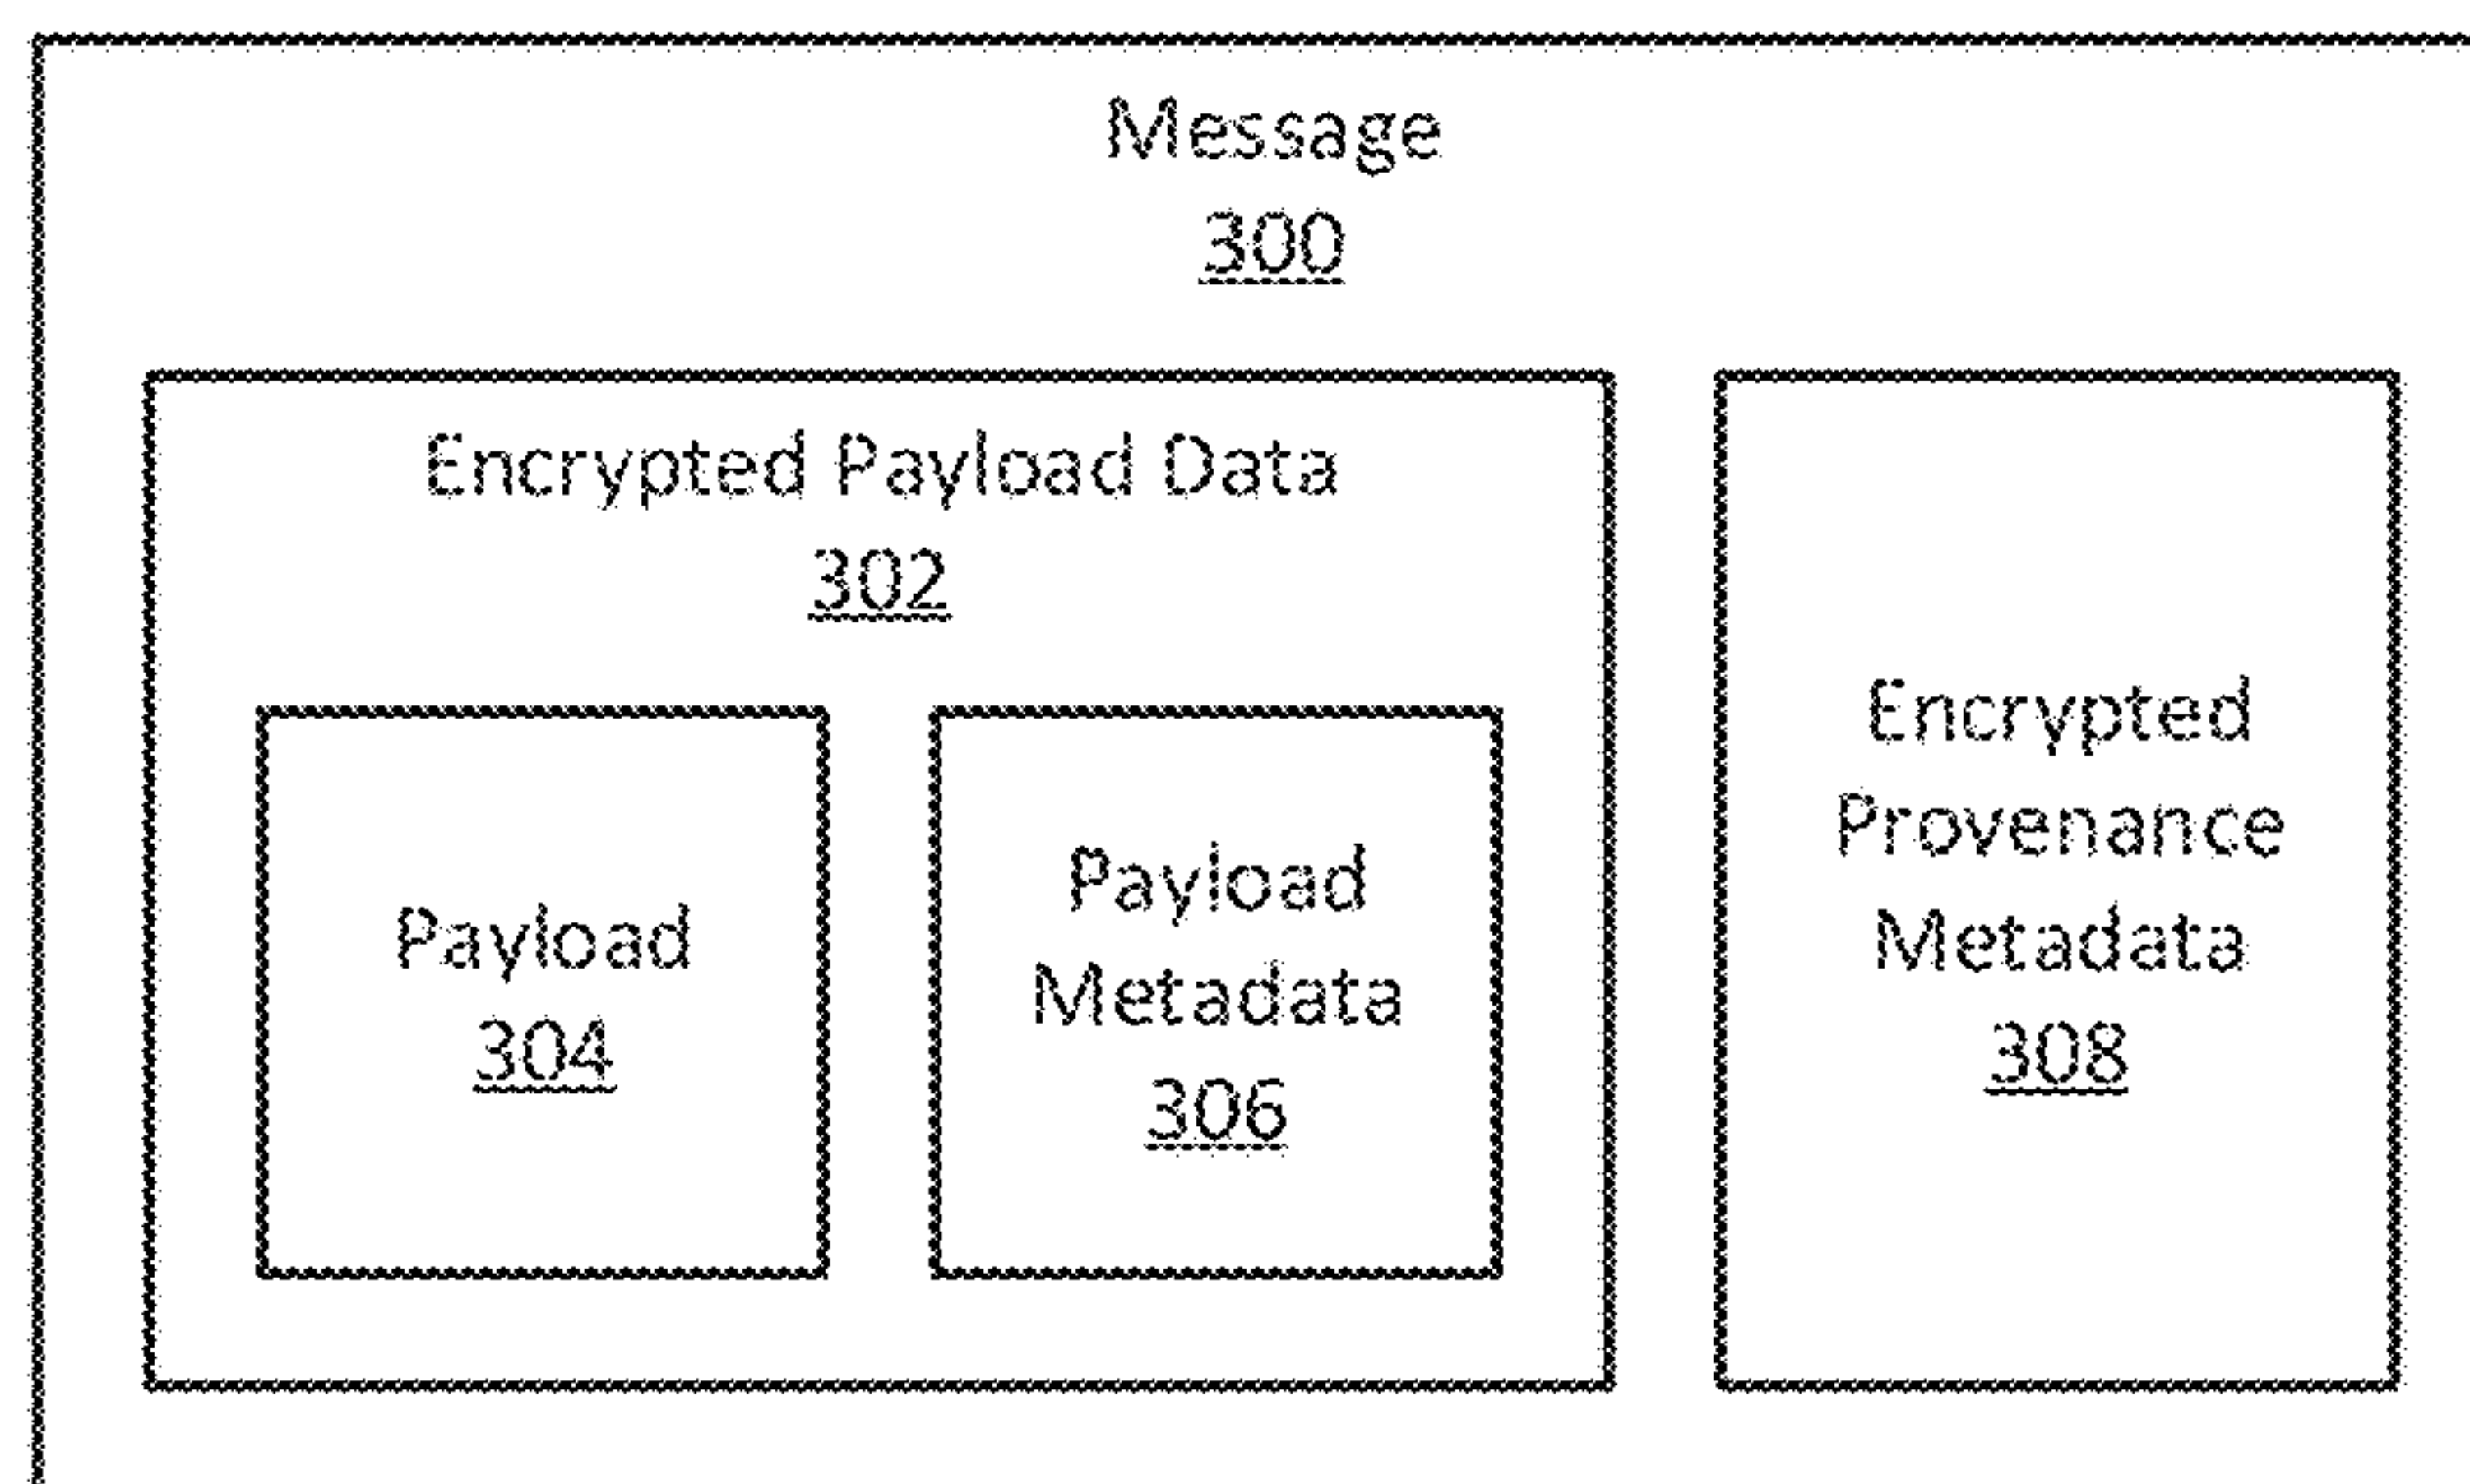 Message
300
Encrypted Payload Data
302
Payload
304
Payload
Metadata
306
Encrypted
Provenance
Metadata
308